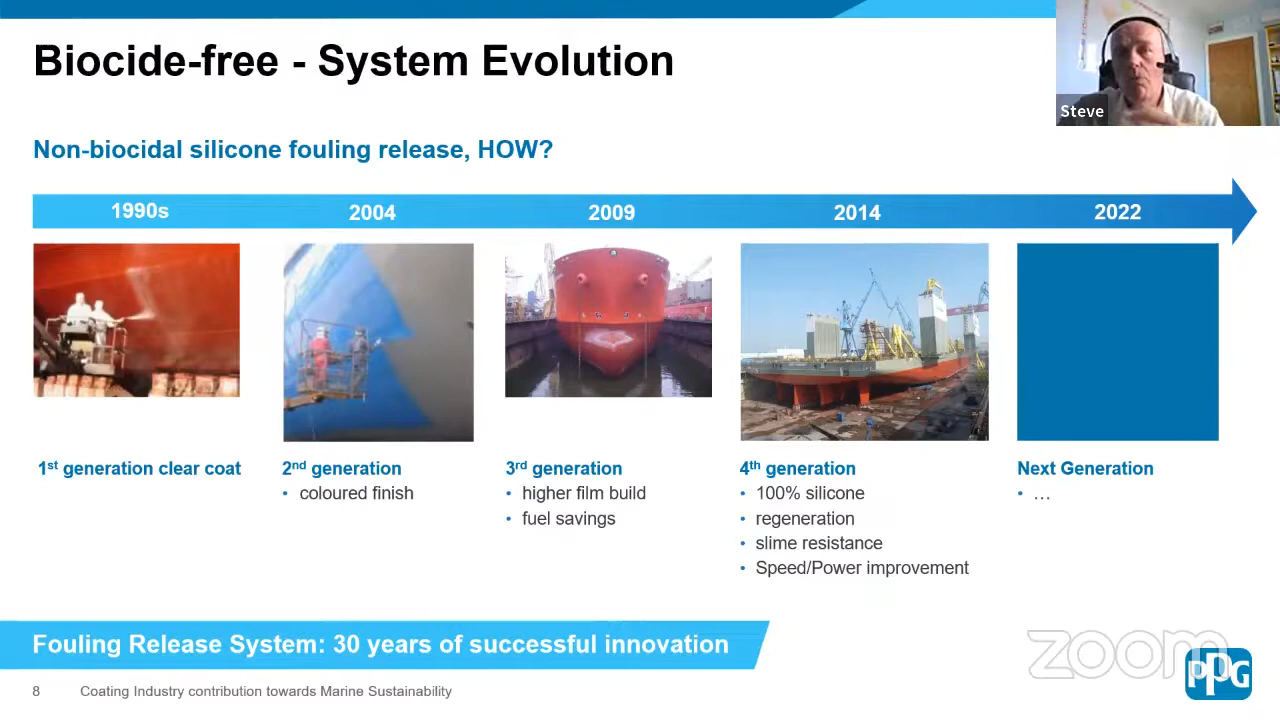 Biocide-free - System Evolution
Steve
Non-biocidal silicone fouling release, HOW?
1990s
2004
2009
2014
2022
1st generation clear coat
2nd generation
• coloured finish
3rd generation
• higher film build
• fuel savings
4th generation
• 100% silicone
• regeneration
• slime resistance
• Speed/Power improvement
Next Generation
• …
Fouling Release System: 30 years of successful innovation
zoom
PPG
8
Coating Industry contribution towards Marine Sustainability